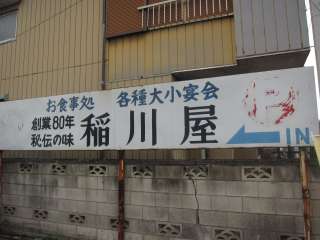 お食事処 各種大小宴会
創業80年
秘伝の味
稲川屋
IN